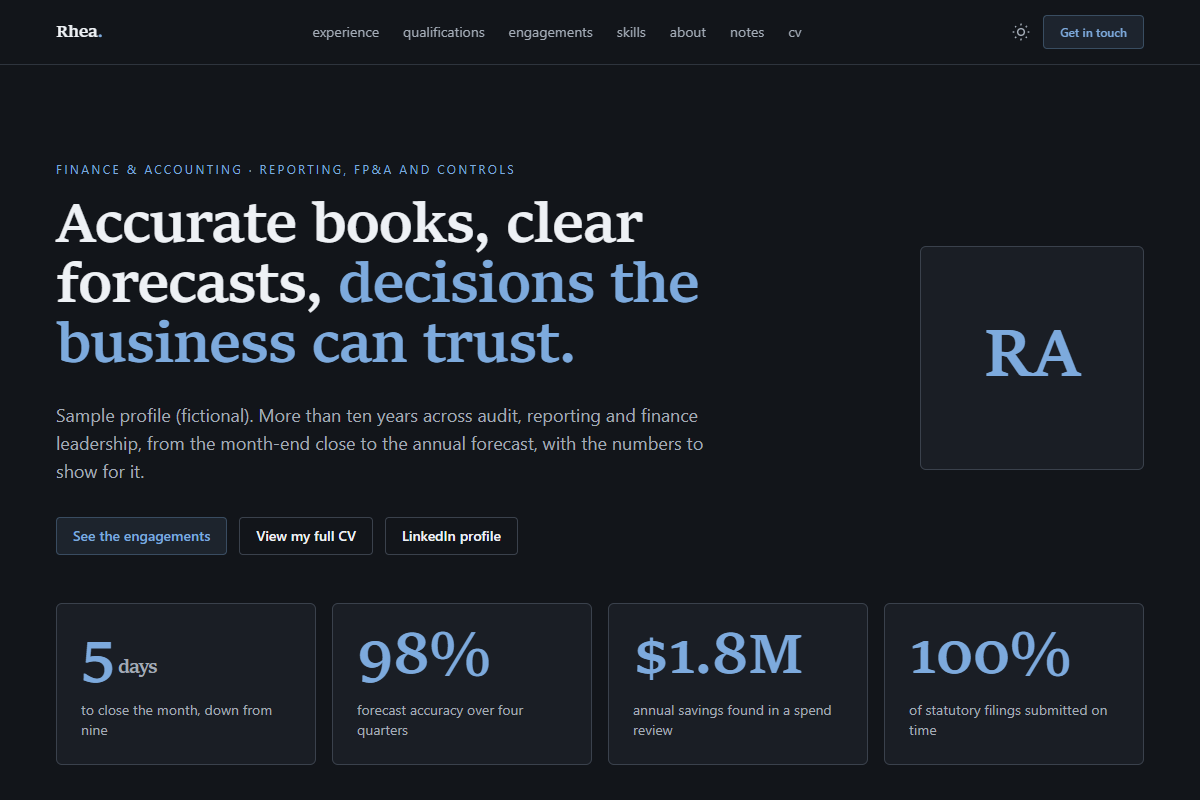 Rhea.
experience qualifications engagements skills about notes cv
Get in touch
FINANCE & ACCOUNTING · REPORTING, FP&A AND CONTROLS
Accurate books, clear
forecasts, decisions the
business can trust.
RA
Sample profile (fictional). More than ten years across audit, reporting and finance
leadership, from the month-end close to the annual forecast, with the numbers to
show for it.
See the engagements
View my full CV
LinkedIn profile
5 days
to close the month, down from
nine
98%
forecast accuracy over four
quarters
$1.8M
annual savings found in a spend
review
100%
of statutory filings submitted on
time